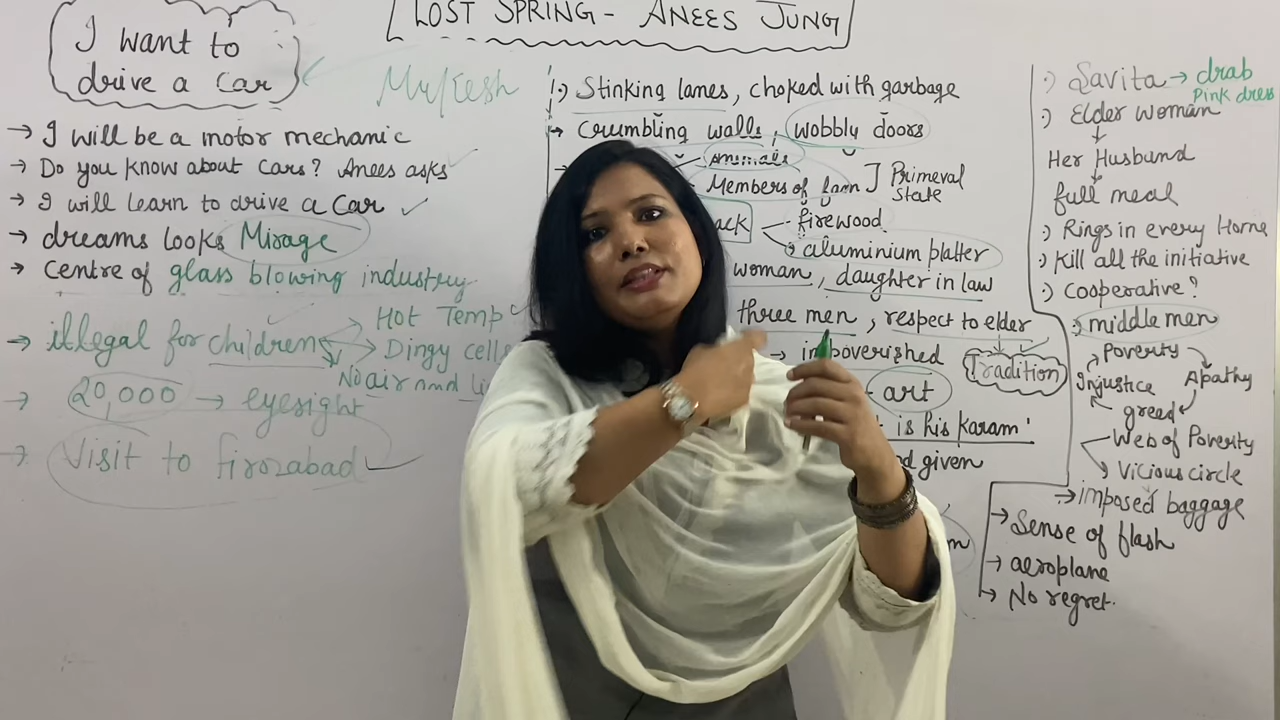 LOST SPRING - ANEES JUNG
I want to
drive a car
Mukesh
→ I will be a motor mechanic
→ Do you know about cars? Anees asks
→ I will learn to drive a car
→ dreams looks Mirage
→ Centre of glass blowing industry
→ illegal for children
Hot Temp
Dingy cells
No air and
→ 20,000 → eyesight
→ Visit to firozabad
:) Stinking lanes, choked with garbage
→ Crumbling walls, wobbly doors
Animals
Members of fam
Primeval
State
firewood
aluminium platter
woman, daughter in law
three men, respect to elder
→ impoverished
Tradition
art
is his karam'
given
:) Savita → drab
Pink dress
:) Elder woman
Her Husband
full meal
:) Rings in every Home
:) Kill all the initiative
:) Cooperative?
:) middle men
Poverty
Apathy
greed
Injustice
Web of Poverty
Vicious circle
→ imposed baggage
→ Sense of flash
→ aeroplane
→ No regret.